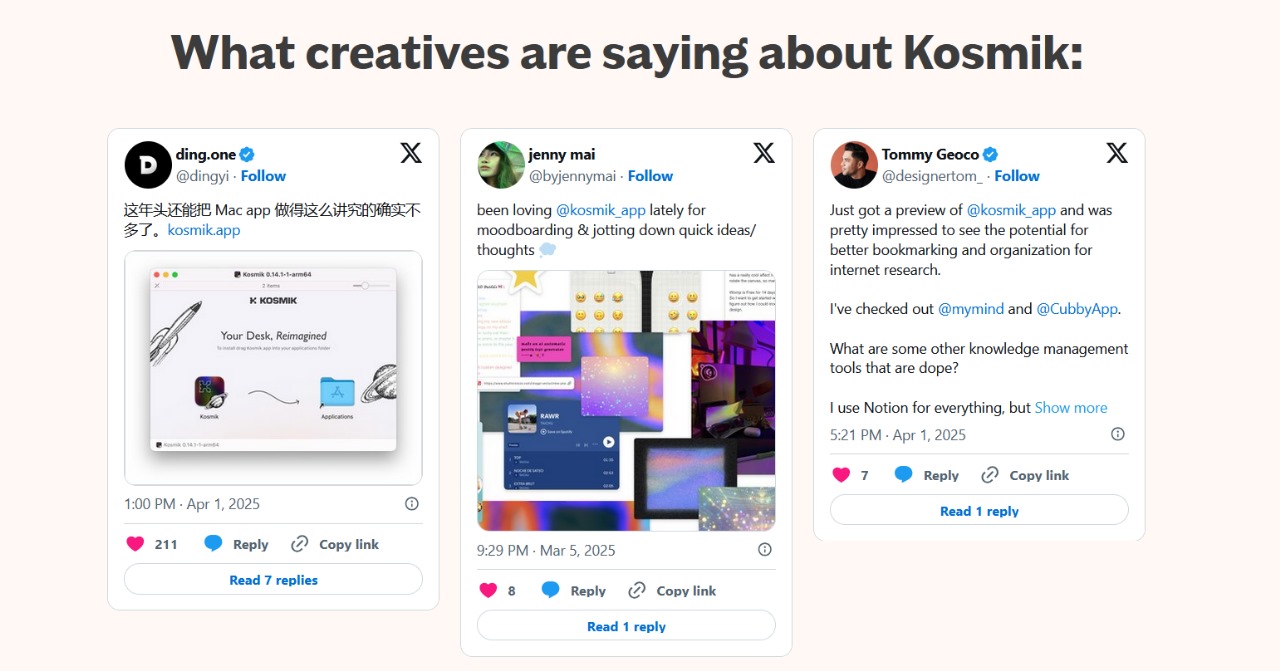 What creatives are saying about Kosmik:
ding.one
@dingyi · Follow
这年头还能把 Mac app 做得这么讲究的确实不
多了。kosmik.app
Kosmik 0.14.1-1-arm64
2 items
KOSMIK
Your Desk, Reimagined
To install drag Kosmik.app into your applications folder
Kosmik
Applications
Kosmik 0.14.1-1-arm64
1:00 PM · Apr 1, 2025
211 Reply Copy link
Read 7 replies
jenny mai
@byjennymai · Follow
been loving @kosmik_app lately for
moodboarding & jotting down quick ideas/
thoughts
RAWR
Save on Spotify
9:29 PM · Mar 5, 2025
8 Reply Copy link
Read 1 reply
Tommy Geoco
@designertom_ · Follow
Just got a preview of @kosmik_app and was
pretty impressed to see the potential for
better bookmarking and organization for
internet research.
I've checked out @mymind and @CubbyApp.
What are some other knowledge management
tools that are dope?
I use Notion for everything, but Show more
5:21 PM · Apr 1, 2025
7 Reply Copy link
Read 1 reply